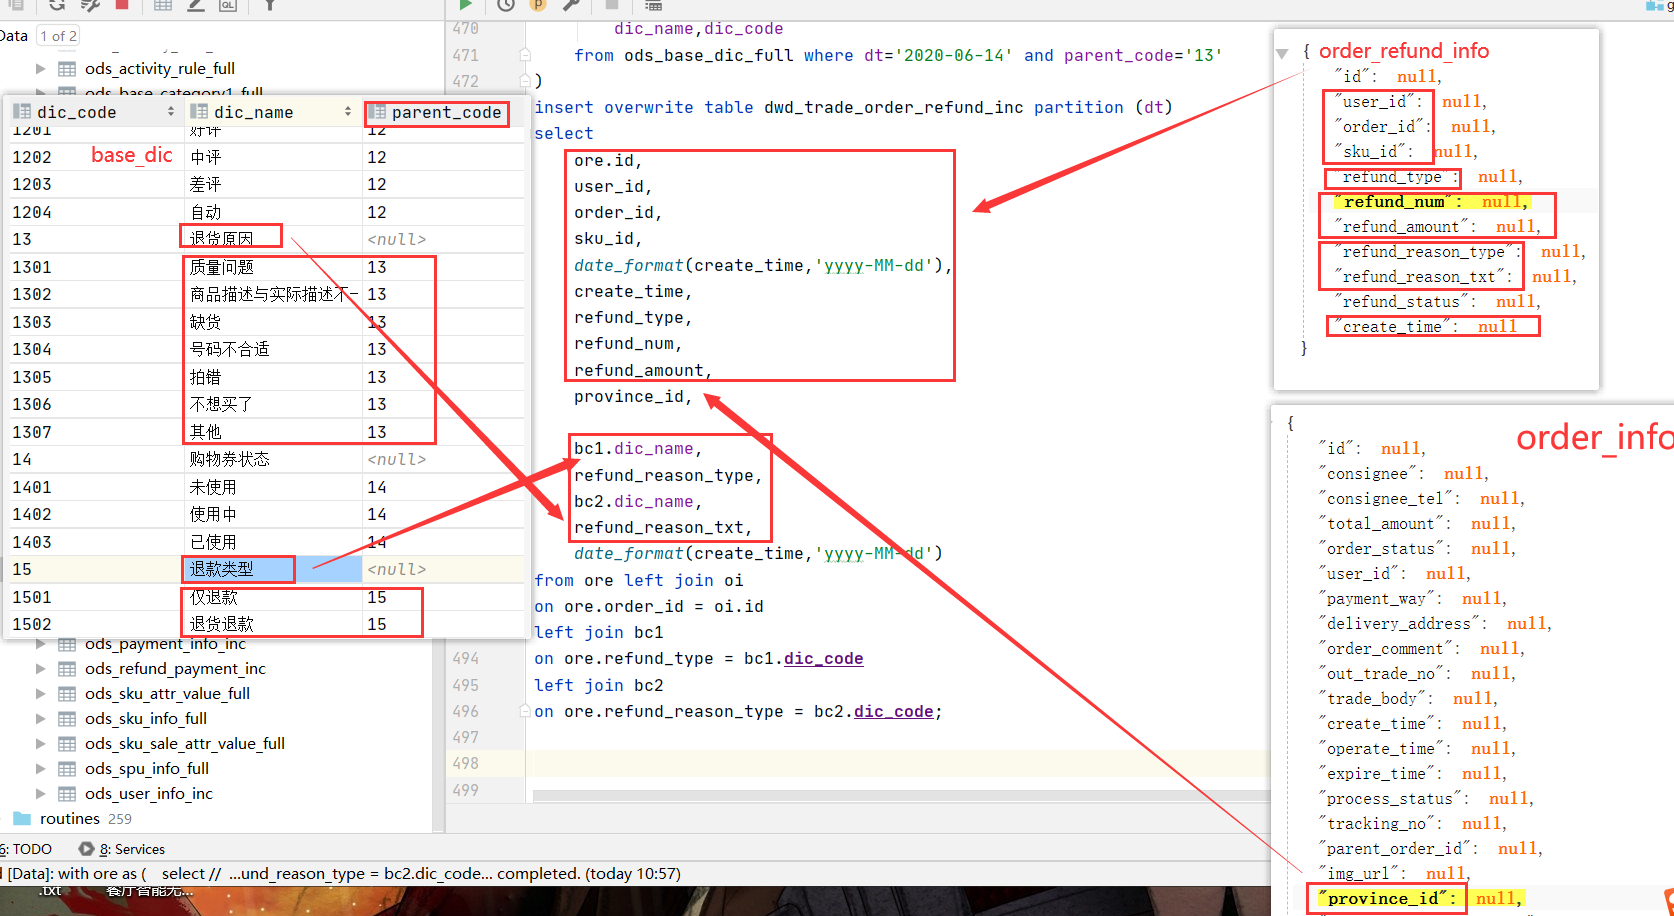 Data 1 of 2
ods_activity_rule_full
ods_base_category1_full
dic_code dic_name parent_code
1201 好评 12
1202 中评 12
base_dic
1203 差评 12
1204 自动 12
13 退货原因 <null>
1301 质量问题 13
1302 商品描述与实际描述不一 13
1303 缺货 13
1304 号码不合适 13
1305 拍错 13
1306 不想买了 13
1307 其他 13
14 购物券状态 <null>
1401 未使用 14
1402 使用中 14
1403 已使用 14
15 退款类型 <null>
1501 仅退款 15
1502 退货退款 15
ods_payment_info_inc
ods_refund_payment_inc
ods_sku_attr_value_full
ods_sku_info_full
ods_sku_sale_attr_value_full
ods_spu_info_full
ods_user_info_inc
routines 259
470 dic_name,dic_code
471 from ods_base_dic_full where dt='2020-06-14' and parent_code='13'
472 )
insert overwrite table dwd_trade_order_refund_inc partition (dt)
select
ore.id,
user_id,
order_id,
sku_id,
date_format(create_time,'yyyy-MM-dd'),
create_time,
refund_type,
refund_num,
refund_amount,
province_id,
bc1.dic_name,
refund_reason_type,
bc2.dic_name,
refund_reason_txt,
date_format(create_time,'yyyy-MM-dd')
from ore left join oi
on ore.order_id = oi.id
left join bc1
494 on ore.refund_type = bc1.dic_code
495 left join bc2
496 on ore.refund_reason_type = bc2.dic_code;
497
498
499
{ order_refund_info
"id": null,
"user_id": null,
"order_id": null,
"sku_id": null,
"refund_type": null,
"refund_num": null,
"refund_amount": null,
"refund_reason_type": null,
"refund_reason_txt": null,
"refund_status": null,
"create_time": null
}
{
order_info
"id": null,
"consignee": null,
"consignee_tel": null,
"total_amount": null,
"order_status": null,
"user_id": null,
"payment_way": null,
"delivery_address": null,
"order_comment": null,
"out_trade_no": null,
"trade_body": null,
"create_time": null,
"operate_time": null,
"expire_time": null,
"process_status": null,
"tracking_no": null,
"parent_order_id": null,
"img_url": null,
"province_id": null,
6: TODO 8: Services
[Data]: with ore as ( select // ...und_reason_type = bc2.dic_code... completed. (today 10:57)
.txt 餐厅智能无...